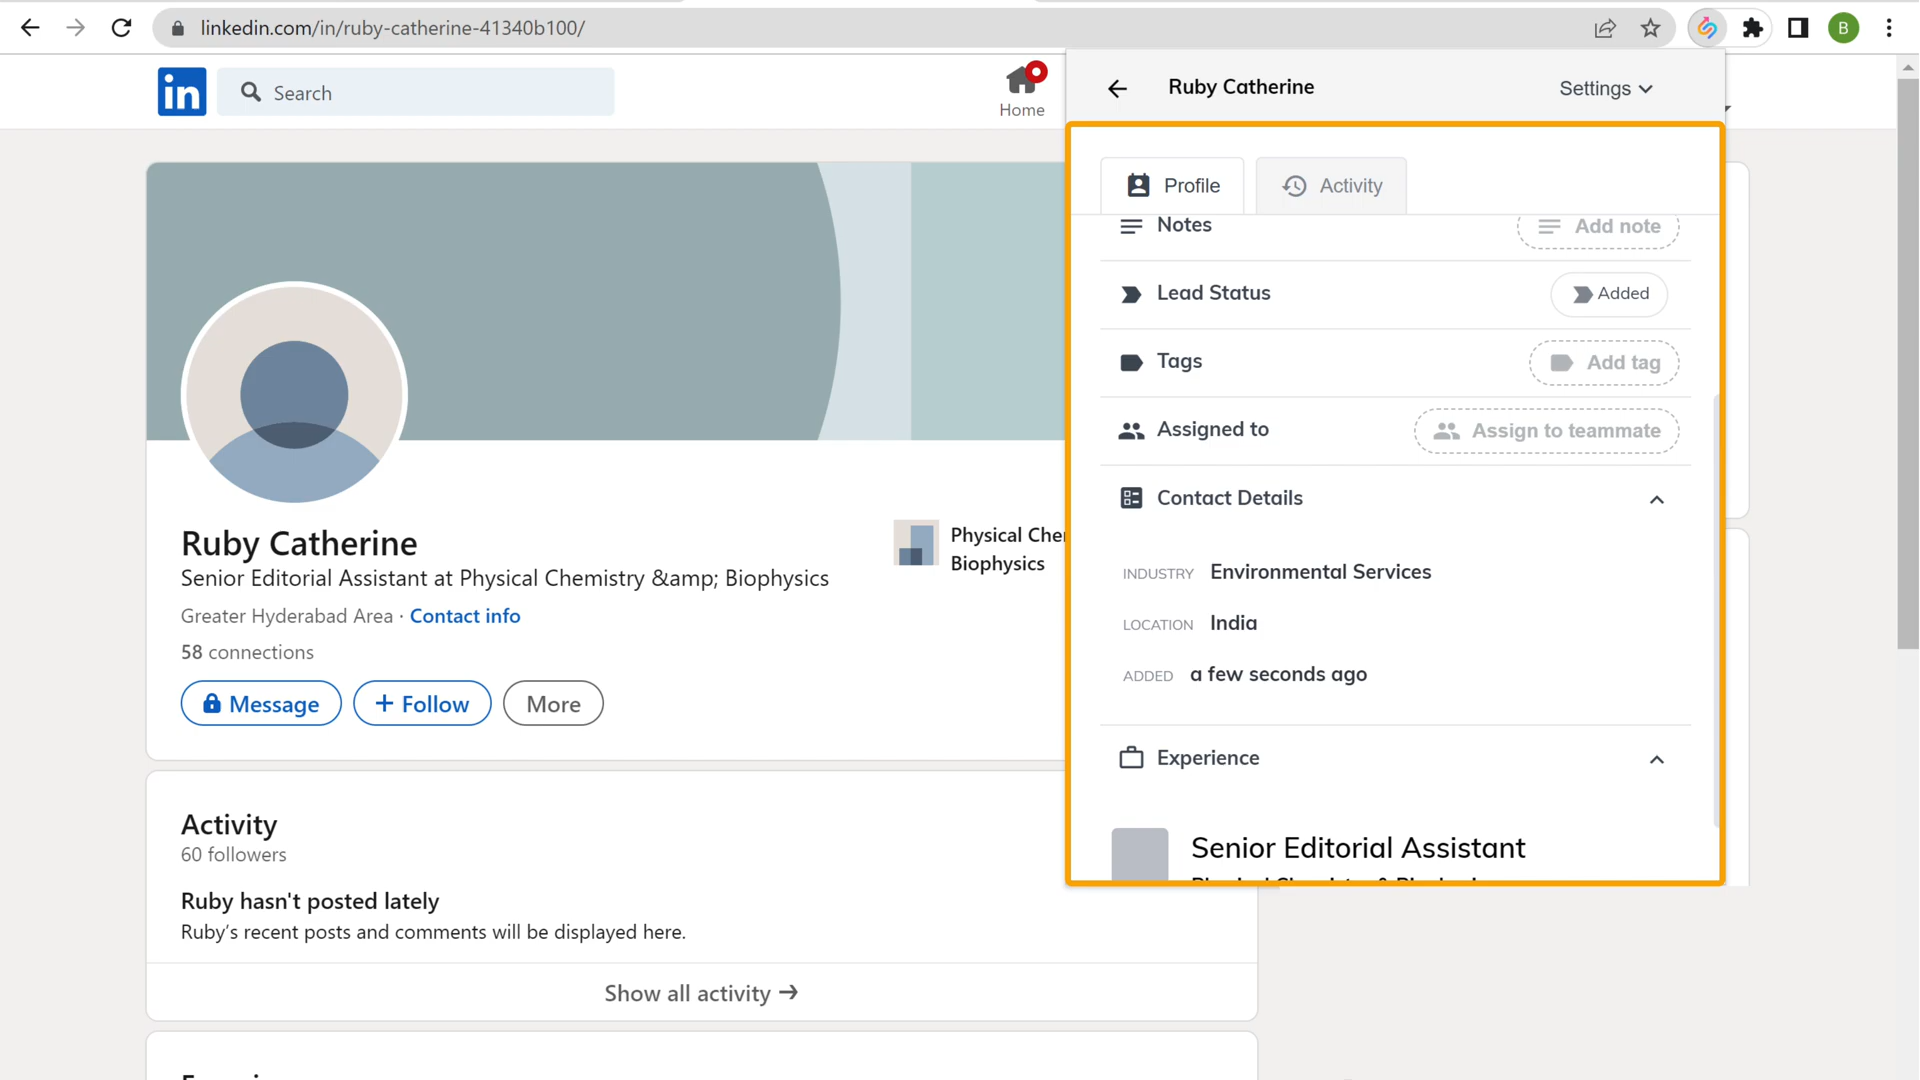 linkedin.com/in/ruby-catherine-41340b100/
B
in
Search
Home
Ruby Catherine
Settings
Profile
Activity
Notes
Add note
Lead Status
Added
Tags
Add tag
Assigned to
Assign to teammate
Contact Details
INDUSTRY Environmental Services
LOCATION India
ADDED a few seconds ago
Experience
Senior Editorial Assistant
Ruby Catherine
Senior Editorial Assistant at Physical Chemistry &amp; Biophysics
Greater Hyderabad Area · Contact info
58 connections
Message
+ Follow
More
Physical Che
Biophysics
Activity
60 followers
Ruby hasn't posted lately
Ruby’s recent posts and comments will be displayed here.
Show all activity →